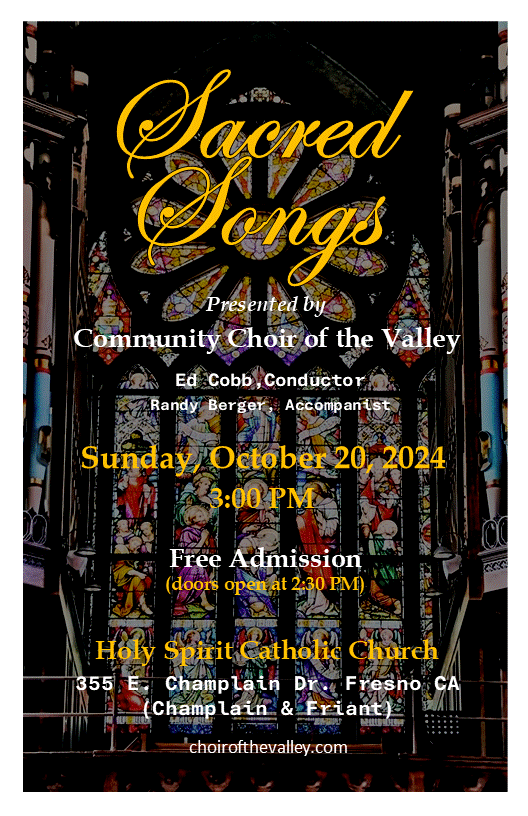 Sacred
Songs
Presented by
Community Choir of the Valley
Ed Cobb,Conductor
Randy Berger, Accompanist
Sunday, October 20, 2024
3:00 PM
Free Admission
(doors open at 2:30 PM)
Holy Spirit Catholic Church
355 E. Champlain Dr. Fresno CA
(Champlain & Friant)
choirofthevalley.com